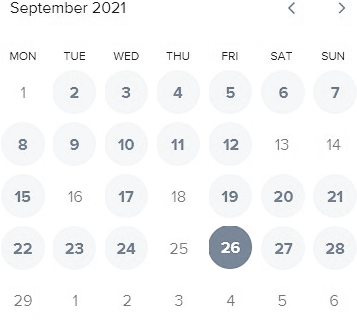 September 2021
MON TUE WED THU FRI SAT SUN
1 2 3 4 5 6 7
8 9 10 11 12 13 14
15 16 17 18 19 20 21
22 23 24 25 26 27 28
29 1 2 3 4 5 6